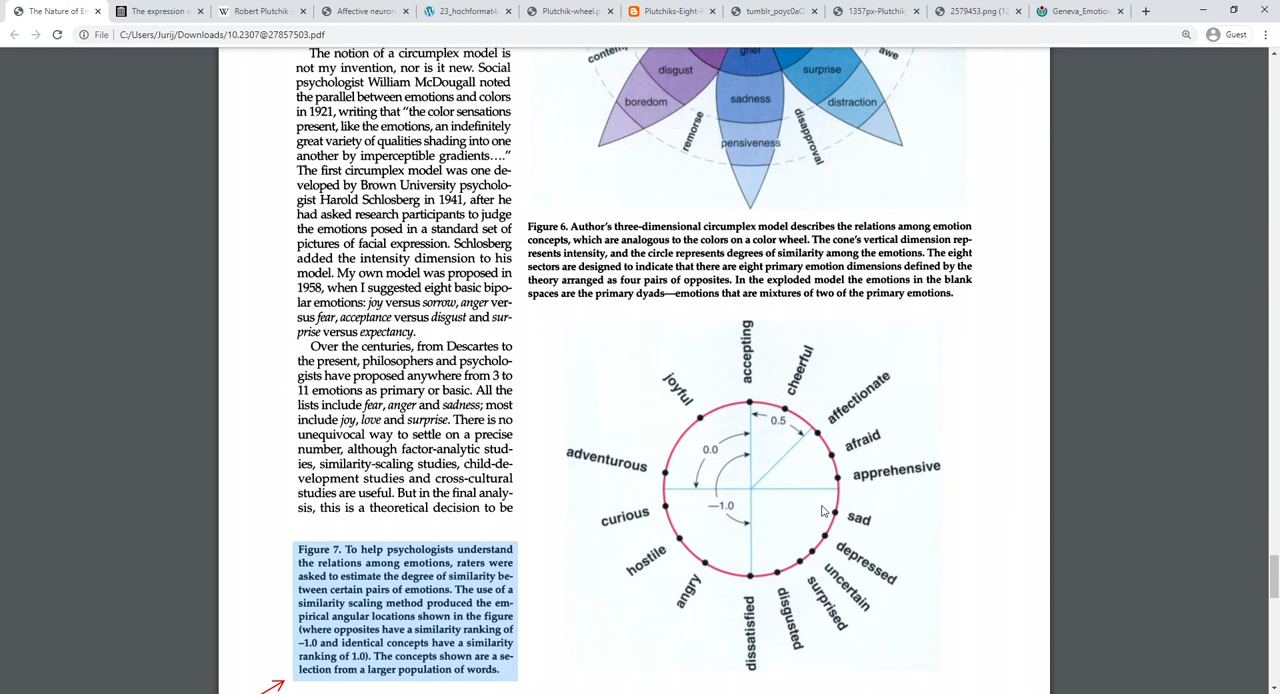 The Nature of Em
The expression o
Robert Plutchik -
Affective neuron
23_hochformat4
Plutchik-wheel.p
Plutchiks-Eight-F
tumblr_poyc0aC
1357px-Plutchik
2579453.png (12
Geneva_Emotion
File
C:/Users/Jurij/Downloads/10.2307@27857503.pdf
Guest
The notion of a circumplex model is
not my invention, nor is it new. Social
psychologist William McDougall noted
the parallel between emotions and colors
in 1921, writing that “the color sensations
present, like the emotions, an indefinitely
great variety of qualities shading into one
another by imperceptible gradients….”
The first circumplex model was one de-
veloped by Brown University psycholo-
gist Harold Schlosberg in 1941, after he
had asked research participants to judge
the emotions posed in a standard set of
pictures of facial expression. Schlosberg
added the intensity dimension to his
model. My own model was proposed in
1958, when I suggested eight basic bipo-
lar emotions: joy versus sorrow, anger ver-
sus fear, acceptance versus disgust and sur-
prise versus expectancy.
Over the centuries, from Descartes to
the present, philosophers and psycholo-
gists have proposed anywhere from 3 to
11 emotions as primary or basic. All the
lists include fear, anger and sadness; most
include joy, love and surprise. There is no
unequivocal way to settle on a precise
number, although factor-analytic stud-
ies, similarity-scaling studies, child-de-
velopment studies and cross-cultural
studies are useful. But in the final analy-
sis, this is a theoretical decision to be
Figure 7. To help psychologists understand
the relations among emotions, raters were
asked to estimate the degree of similarity be-
tween certain pairs of emotions. The use of a
similarity scaling method produced the em-
pirical angular locations shown in the figure
(where opposites have a similarity ranking of
–1.0 and identical concepts have a similarity
ranking of 1.0). The concepts shown are a se-
lection from a larger population of words.
contem
grief
awe
disgust
surprise
boredom
sadness
distraction
remorse
disapproval
pensiveness
Figure 6. Author’s three-dimensional circumplex model describes the relations among emotion
concepts, which are analogous to the colors on a color wheel. The cone’s vertical dimension rep-
resents intensity, and the circle represents degrees of similarity among the emotions. The eight
sectors are designed to indicate that there are eight primary emotion dimensions defined by the
theory arranged as four pairs of opposites. In the exploded model the emotions in the blank
spaces are the primary dyads—emotions that are mixtures of two of the primary emotions.
accepting
cheerful
joyful
affectionate
0.5
afraid
0.0
adventurous
apprehensive
–1.0
curious
sad
hostile
depressed
uncertain
angry
surprised
disgusted
dissatisfied